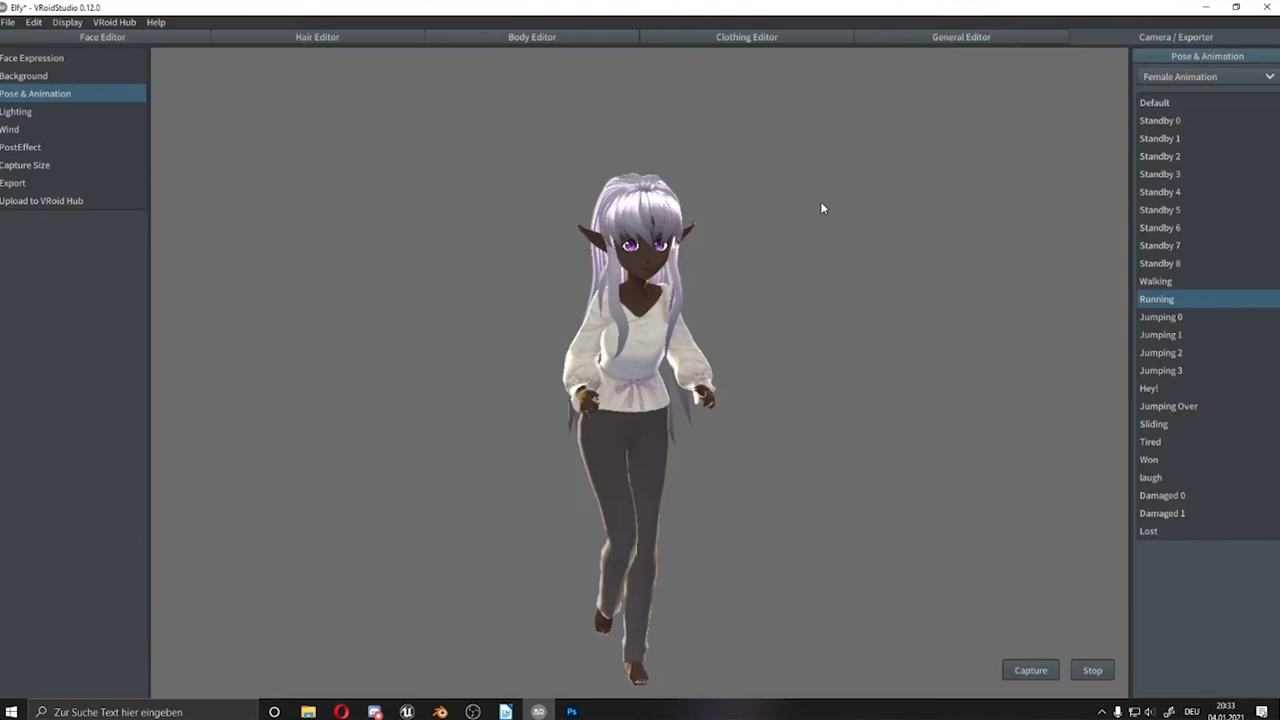 Elfy* - VRoidStudio 0.12.0
File Edit Display VRoid Hub Help
Face Editor Hair Editor Body Editor Clothing Editor General Editor Camera / Exporter
Face Expression
Background
Pose & Animation
Lighting
Wind
PostEffect
Capture Size
Export
Upload to VRoid Hub
Pose & Animation
Female Animation
Default
Standby 0
Standby 1
Standby 2
Standby 3
Standby 4
Standby 5
Standby 6
Standby 7
Standby 8
Walking
Running
Jumping 0
Jumping 1
Jumping 2
Jumping 3
Hey!
Jumping Over
Sliding
Tired
Won
laugh
Damaged 0
Damaged 1
Lost
Capture Stop
Zur Suche Text hier eingeben
Ps
DEU
20:33